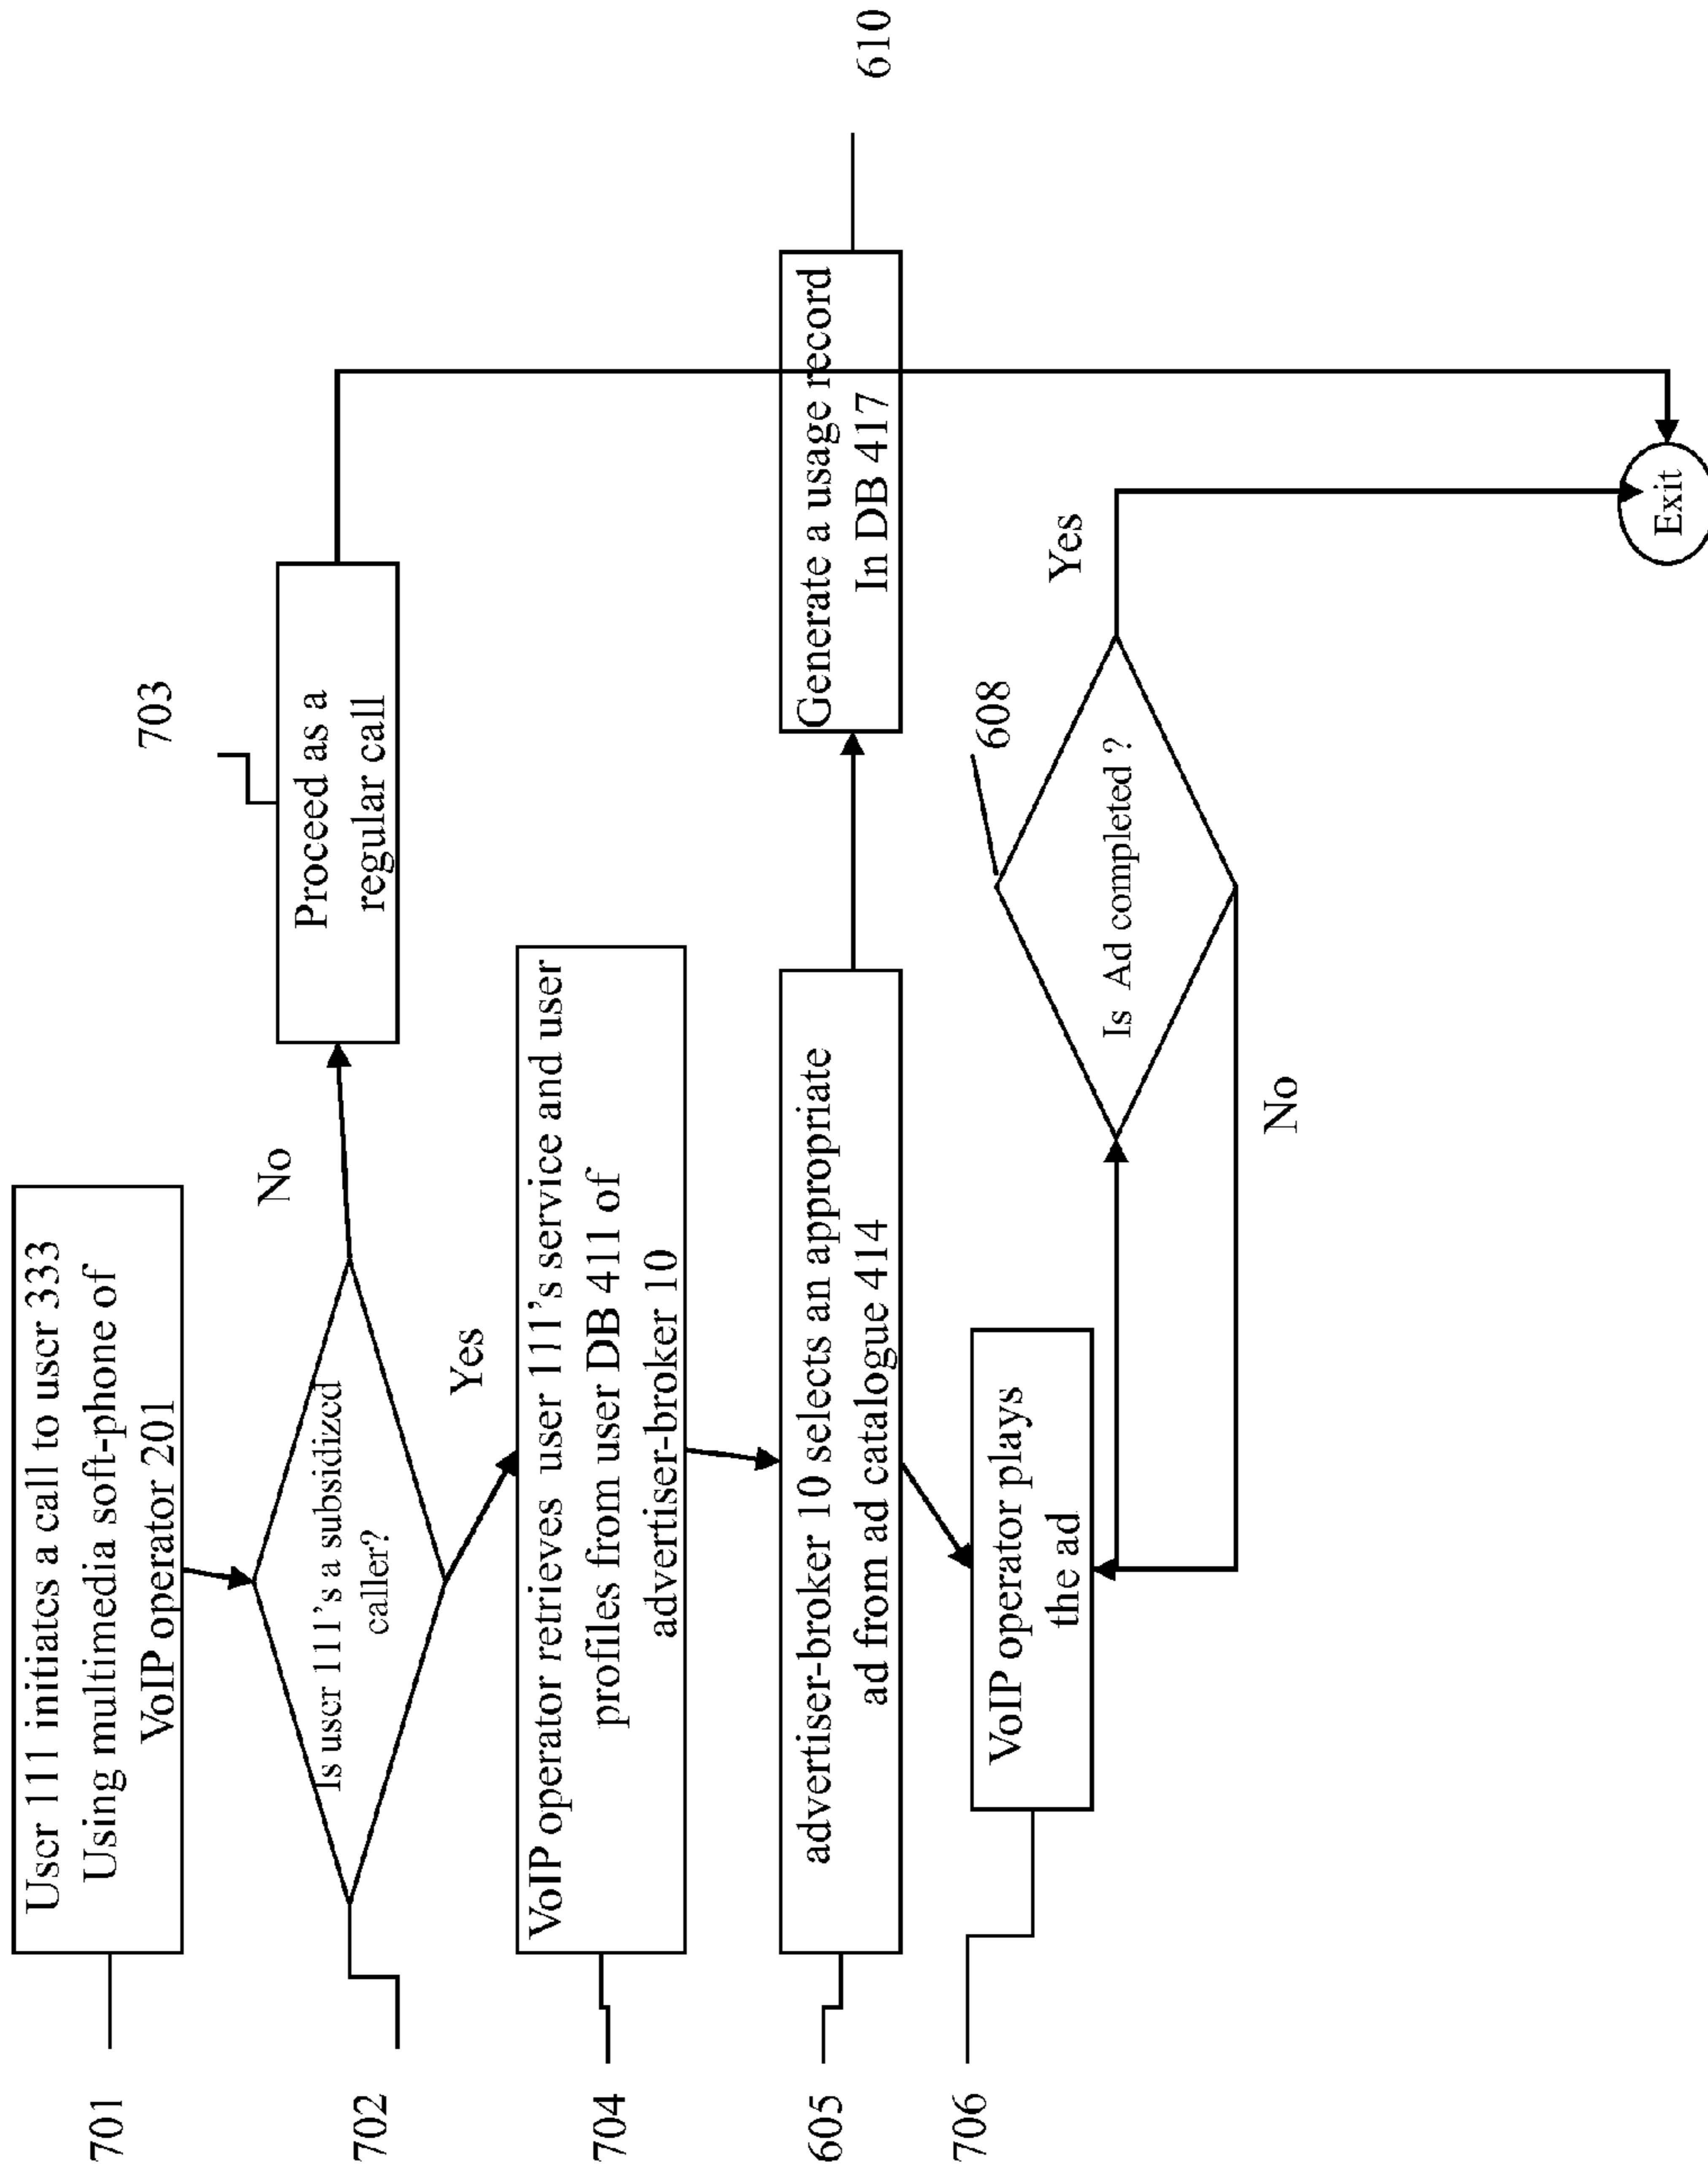 701
User 111 initiates a call to user 333
Using multimedia soft-phone of
VoIP operator 201
702
Is user 111's a subsidized
caller?
No
Yes
703
Proceed as a
regular call
704
VoIP operator retrieves user 111's service and user
profiles from user DB 411 of
advertiser-broker 10
605
advertiser-broker 10 selects an appropriate
ad from ad catalogue 414
Generate a usage record
In DB 417
610
706
VoIP operator plays
the ad
608
Is Ad completed ?
Yes
No
Exit